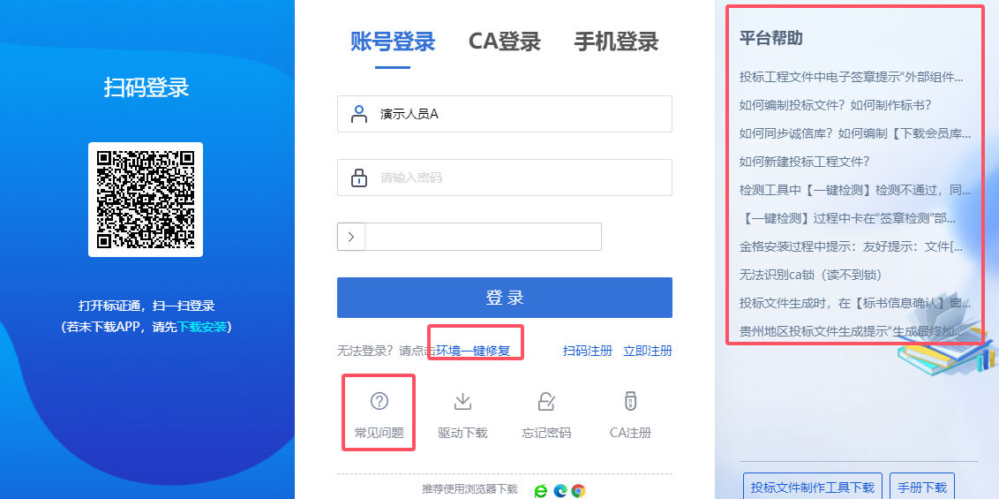 扫码登录
打开标证通，扫一扫登录
(若未下载APP，请先下载安装)
账号登录 CA登录 手机登录
演示人员A
请输入密码
登录
无法登录？请点击环境一键修复 扫码注册 立即注册
常见问题 驱动下载 忘记密码 CA注册
推荐使用浏览器下载
平台帮助
投标工程文件中电子签章提示“外部组件...
如何编制投标文件？如何制作标书？
如何同步诚信库？如何编制【下载会员库...
如何新建投标工程文件？
检测工具中【一键检测】检测不通过，同...
【一键检测】过程中卡在“签章检测”部...
金格安装过程中提示：友好提示：文件[...
无法识别ca锁（读不到锁）
投标文件生成时，在【标书信息确认】窗...
贵州地区投标文件生成提示“生成最终加...
投标文件制作工具下载 手册下载